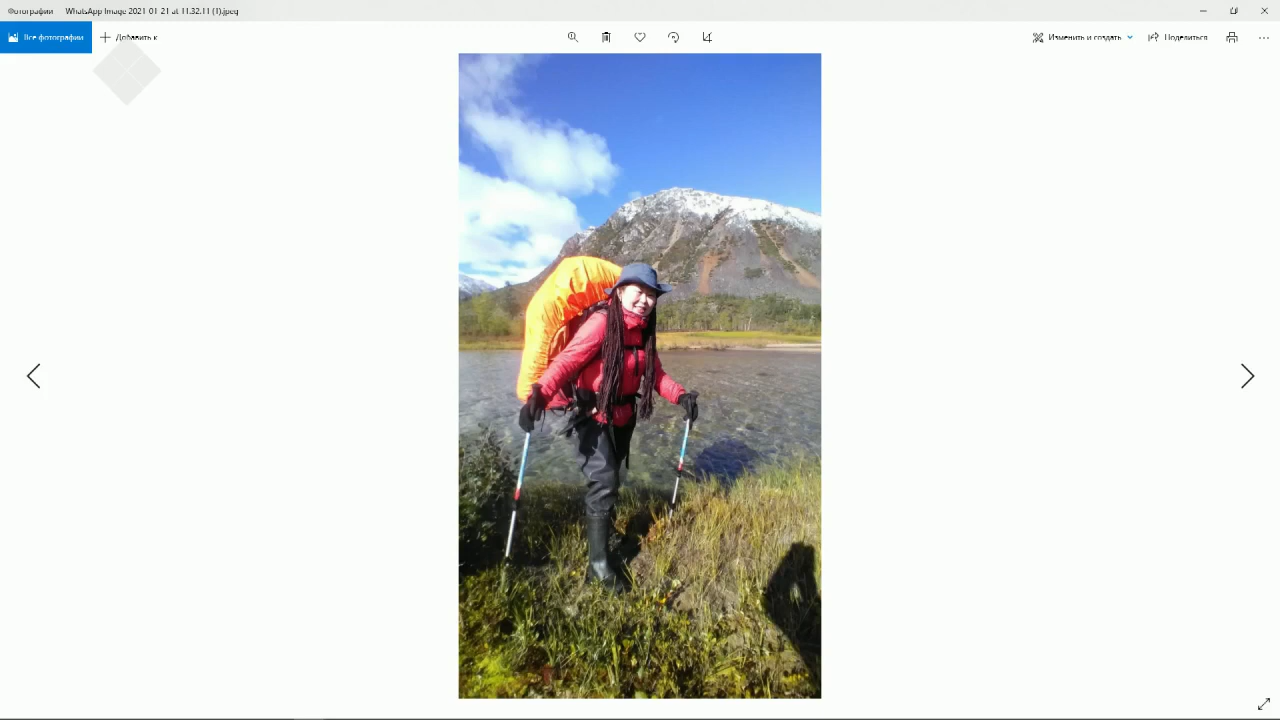 Фотографии - WhatsApp Image 2021-01-21 at 11.32.11 (1).jpeg
Все фотографии
Добавить к
Изменить и создать
Поделиться